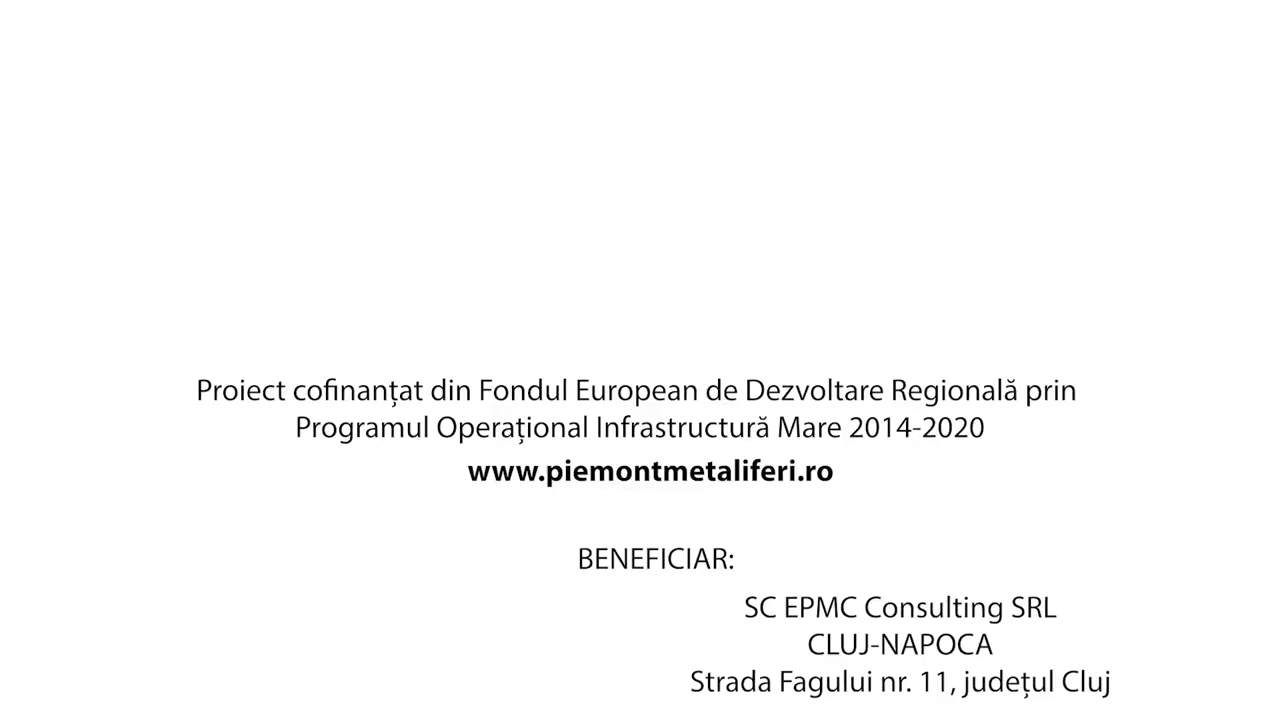 Proiect cofinanțat din Fondul European de Dezvoltare Regională prin
Programul Operațional Infrastructură Mare 2014-2020
www.piemontmetaliferi.ro
BENEFICIAR:
SC EPMC Consulting SRL
CLUJ-NAPOCA
Strada Fagului nr. 11, județul Cluj